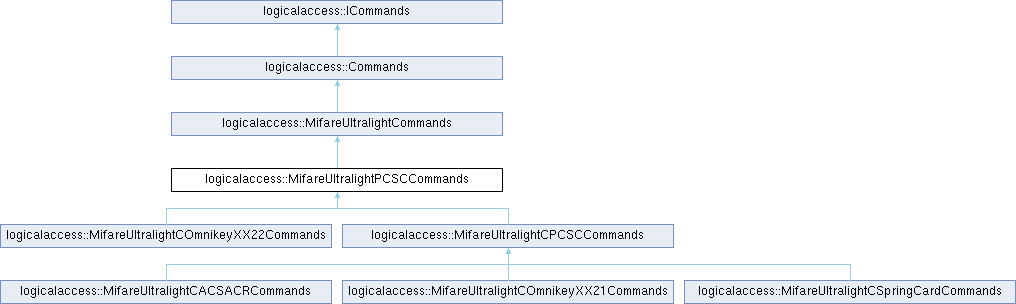 logicalaccess::ICommands
logicalaccess::Commands
logicalaccess::MifareUltralightCommands
logicalaccess::MifareUltralightPCSCCommands
logicalaccess::MifareUltralightCOmnikeyXX22Commands
logicalaccess::MifareUltralightCPCSCCommands
logicalaccess::MifareUltralightCACSACRCommands
logicalaccess::MifareUltralightCOmnikeyXX21Commands
logicalaccess::MifareUltralightCSpringCardCommands